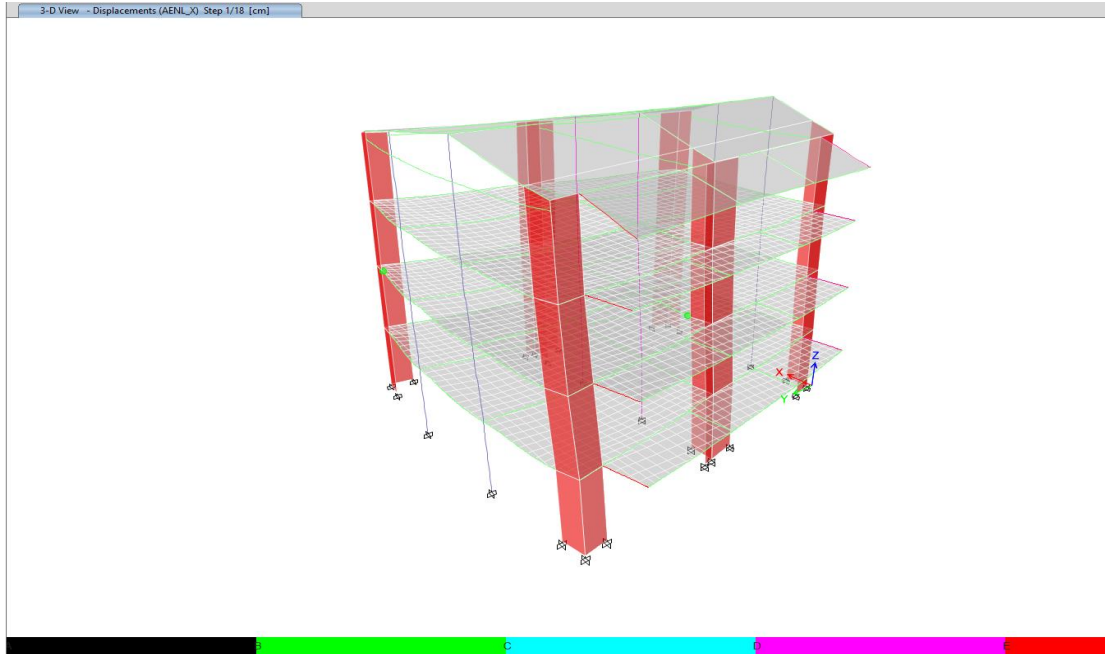 3-D View - Displacements (AENL_X) Step 1/18 [cm]
Z
X
Y
B
C
D
E